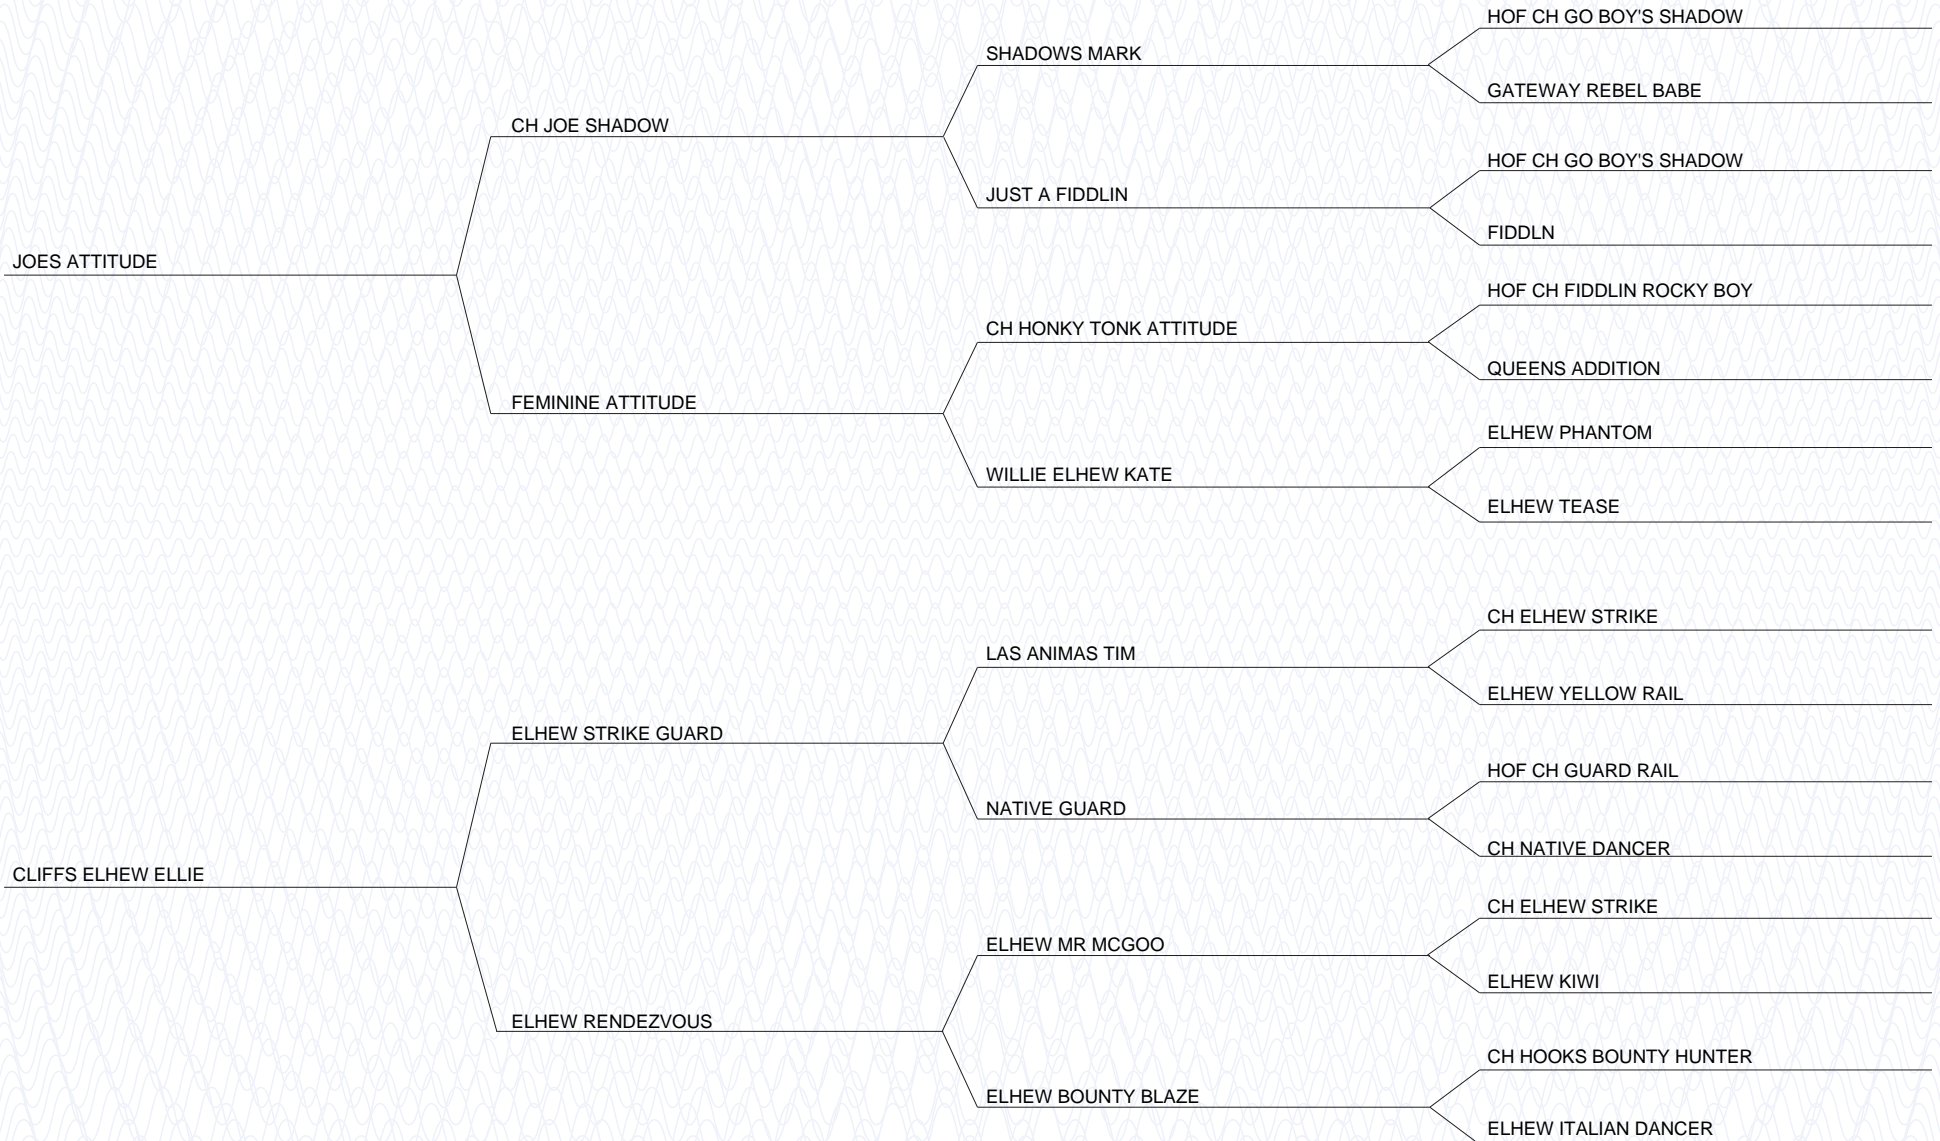 HOF CH GO BOY'S SHADOW
SHADOWS MARK
GATEWAY REBEL BABE
CH JOE SHADOW
HOF CH GO BOY'S SHADOW
JUST A FIDDLIN
FIDDLN
JOES ATTITUDE
HOF CH FIDDLIN ROCKY BOY
CH HONKY TONK ATTITUDE
QUEENS ADDITION
FEMININE ATTITUDE
ELHEW PHANTOM
WILLIE ELHEW KATE
ELHEW TEASE
CH ELHEW STRIKE
LAS ANIMAS TIM
ELHEW YELLOW RAIL
ELHEW STRIKE GUARD
HOF CH GUARD RAIL
NATIVE GUARD
CH NATIVE DANCER
CLIFFS ELHEW ELLIE
CH ELHEW STRIKE
ELHEW MR MCGOO
ELHEW KIWI
ELHEW RENDEZVOUS
CH HOOKS BOUNTY HUNTER
ELHEW BOUNTY BLAZE
ELHEW ITALIAN DANCER